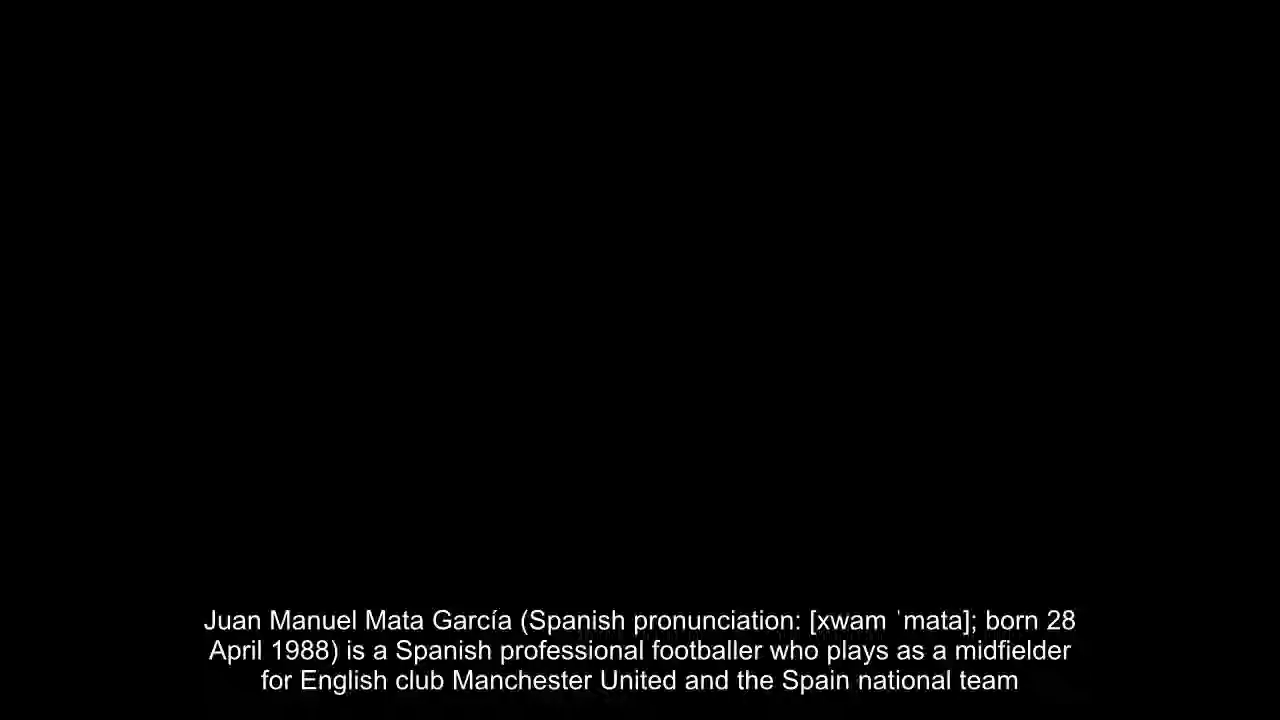 Juan Manuel Mata García (Spanish pronunciation: [xwam ˈmata]; born 28
April 1988) is a Spanish professional footballer who plays as a midfielder
for English club Manchester United and the Spain national team